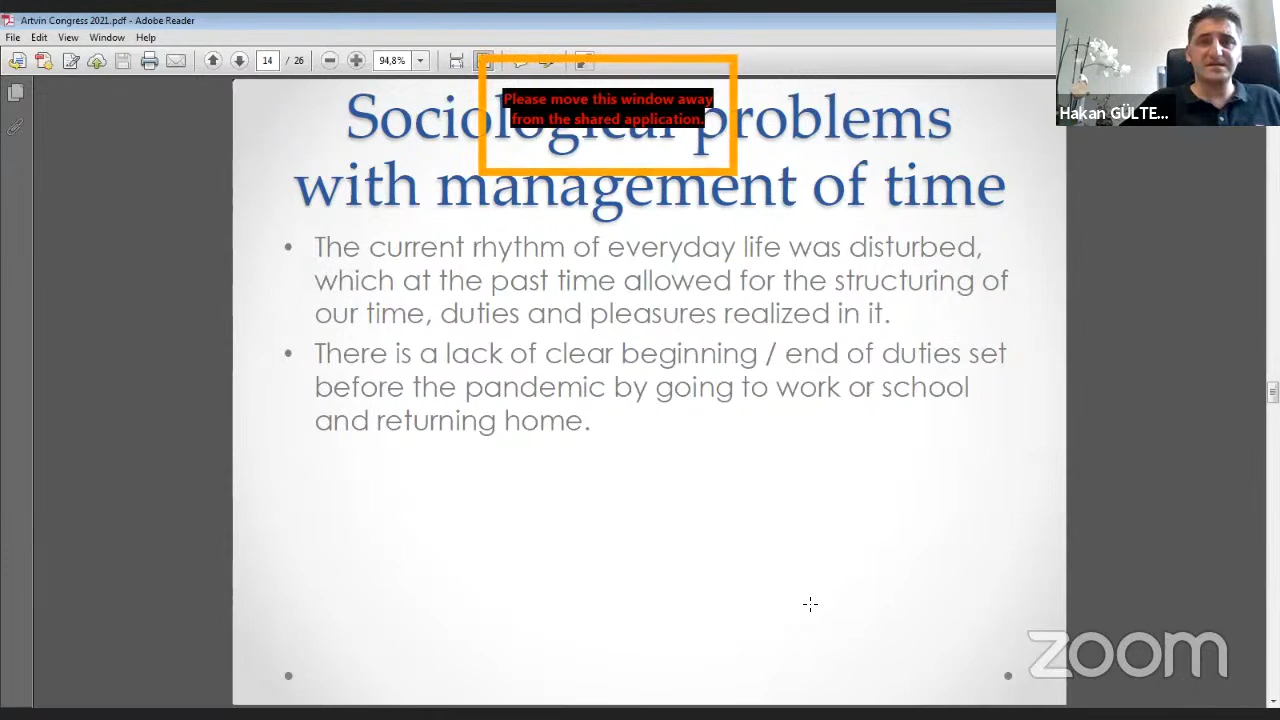 Artvin Congress 2021.pdf - Adobe Reader
File Edit View Window Help
14 / 26 94,8%
Please move this window away
from the shared application.
Sociological problems
with management of time
• The current rhythm of everyday life was disturbed,
which at the past time allowed for the structuring of
our time, duties and pleasures realized in it.
• There is a lack of clear beginning / end of duties set
before the pandemic by going to work or school
and returning home.
Hakan GÜLTE...
zoom